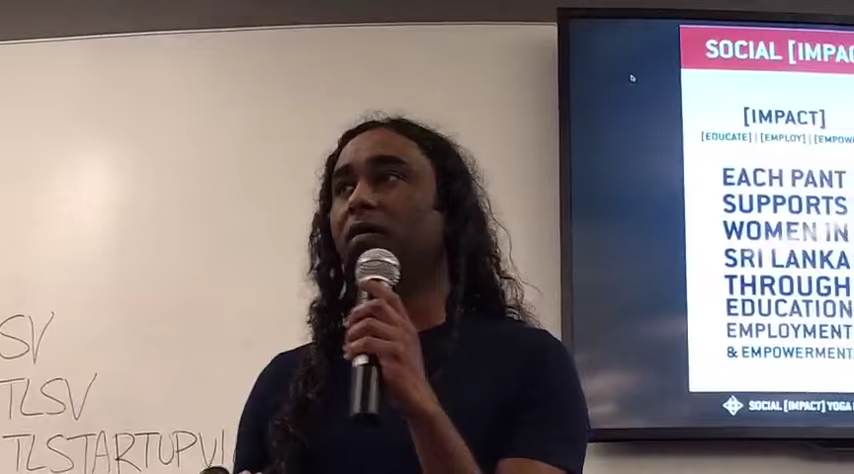 SV
TLSV
TLSTARTUPVI
SOCIAL [IMPAC
[IMPACT]
[EDUCATE] | [EMPLOY] | [EMPOW
EACH PANT
SUPPORTS
WOMEN IN
SRI LANKA
THROUGH
EDUCATION
EMPLOYMENT
& EMPOWERMENT
SOCIAL [IMPACT] YOGA